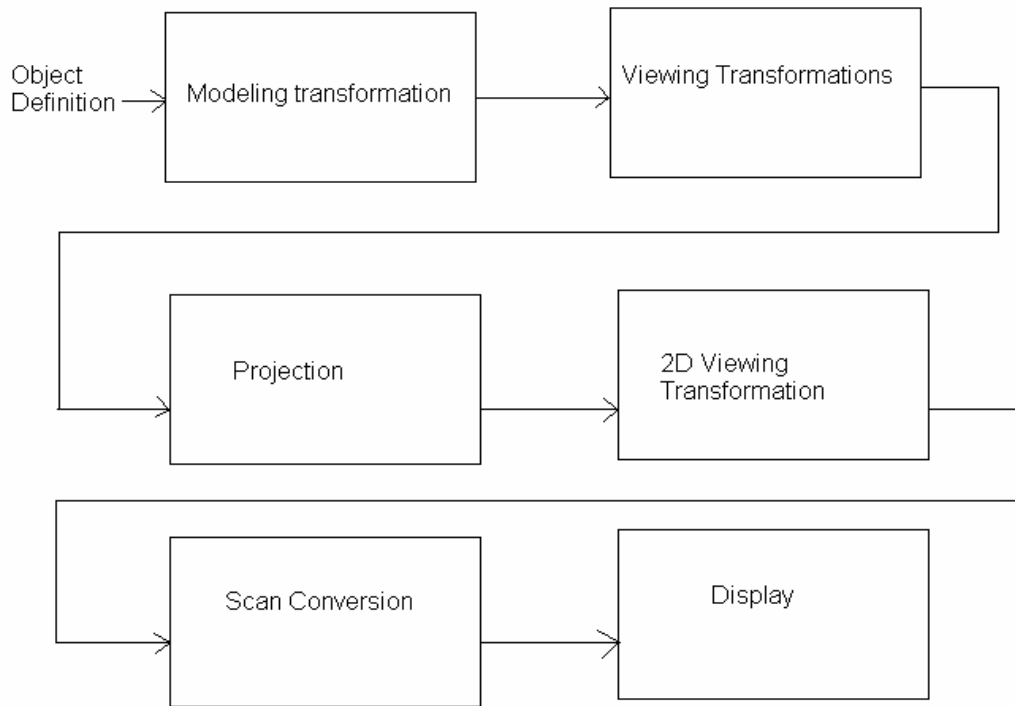 Object
Definition
Modeling transformation
Viewing Transformations
Projection
2D Viewing
Transformation
Scan Conversion
Display